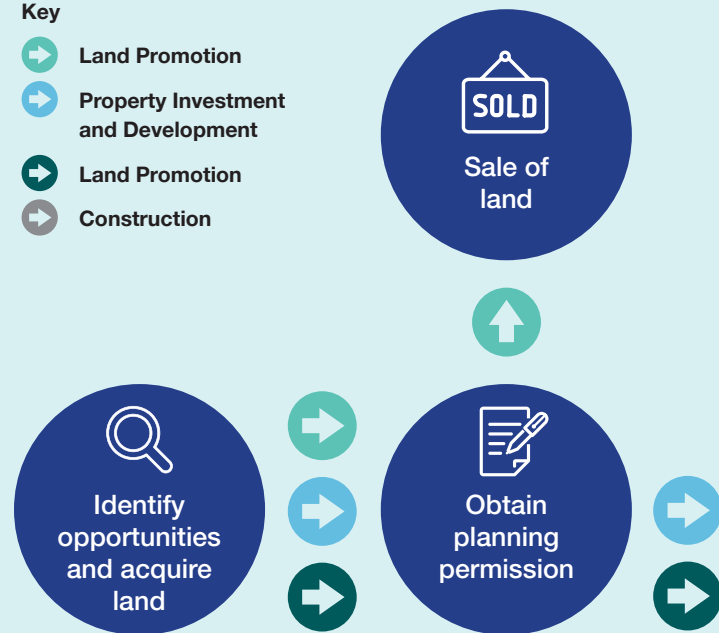 Key
Land Promotion
Property Investment
and Development
Land Promotion
Construction
SOLD
Sale of
land
Identify
opportunities
and acquire
land
Obtain
planning
permission